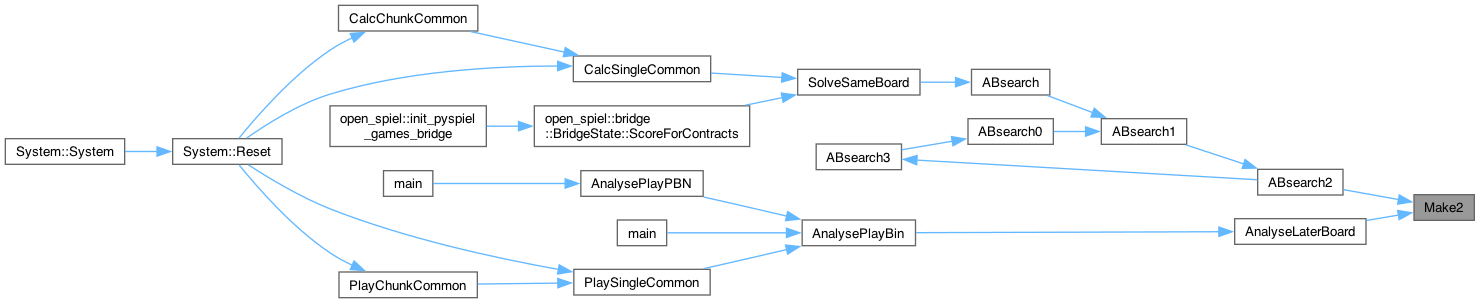 CalcChunkCommon
CalcSingleCommon
SolveSameBoard
ABsearch
open_spiel::init_pyspiel
_games_bridge
open_spiel::bridge
::BridgeState::ScoreForContracts
ABsearch0
ABsearch1
System::System
System::Reset
ABsearch3
main
AnalysePlayPBN
ABsearch2
Make2
main
AnalysePlayBin
AnalyseLaterBoard
PlayChunkCommon
PlaySingleCommon